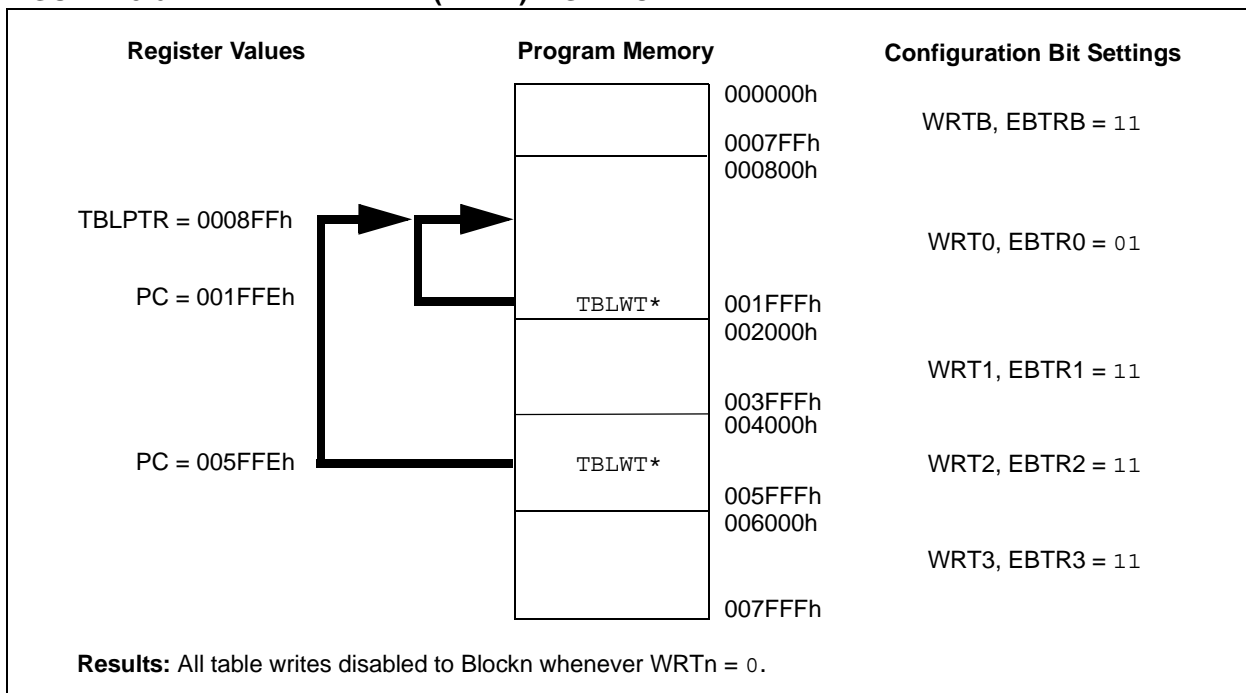 Register Values Program Memory Configuration Bit Settings
000000h
WRTB, EBTRB = 11
0007FFh
000800h
TBLPTR = 0008FFh
WRT0, EBTR0 = 01
PC = 001FFEh TBLWT* 001FFFh
002000h
WRT1, EBTR1 = 11
003FFFh
004000h
PC = 005FFEh TBLWT* WRT2, EBTR2 = 11
005FFFh
006000h
WRT3, EBTR3 = 11
007FFFh
Results: All table writes disabled to Blockn whenever WRTn = 0.